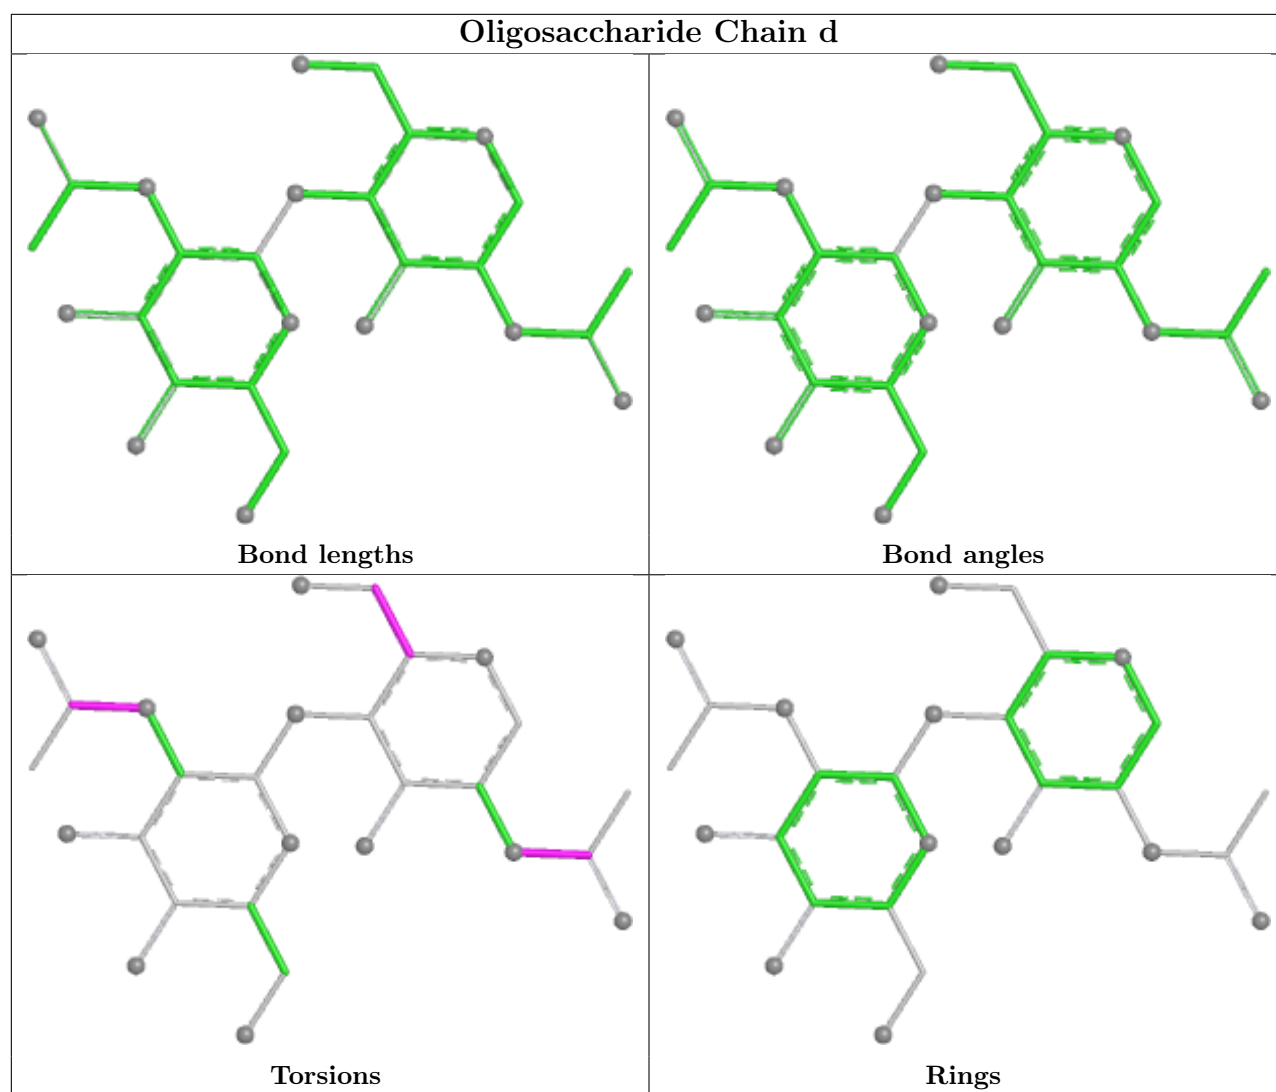 Oligosaccharide Chain d
Bond lengths
Bond angles
Torsions
Rings